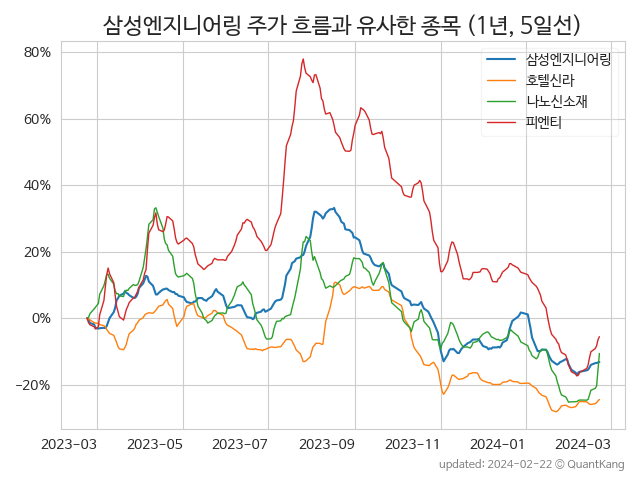 삼성엔지니어링 주가 흐름과 유사한 종목 (1년, 5일선)
삼성엔지니어링
호텔신라
나노신소재
피엔티
80%
60%
40%
20%
0%
−20%
2023−03 2023−05 2023−07 2023−09 2023−11 2024−01 2024−03
updated: 2024-02-22 © QuantKang